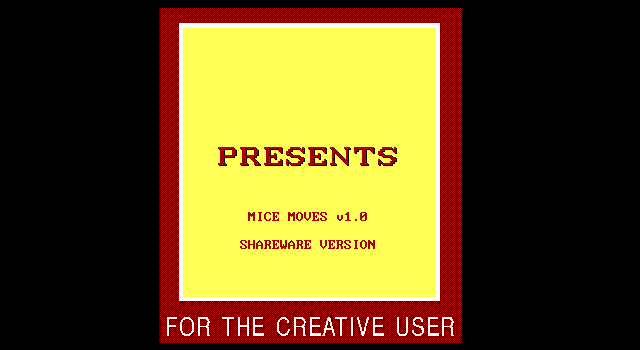 PRESENTS
MICE MOVES v1.0
SHAREWARE VERSION
FOR THE CREATIVE USER